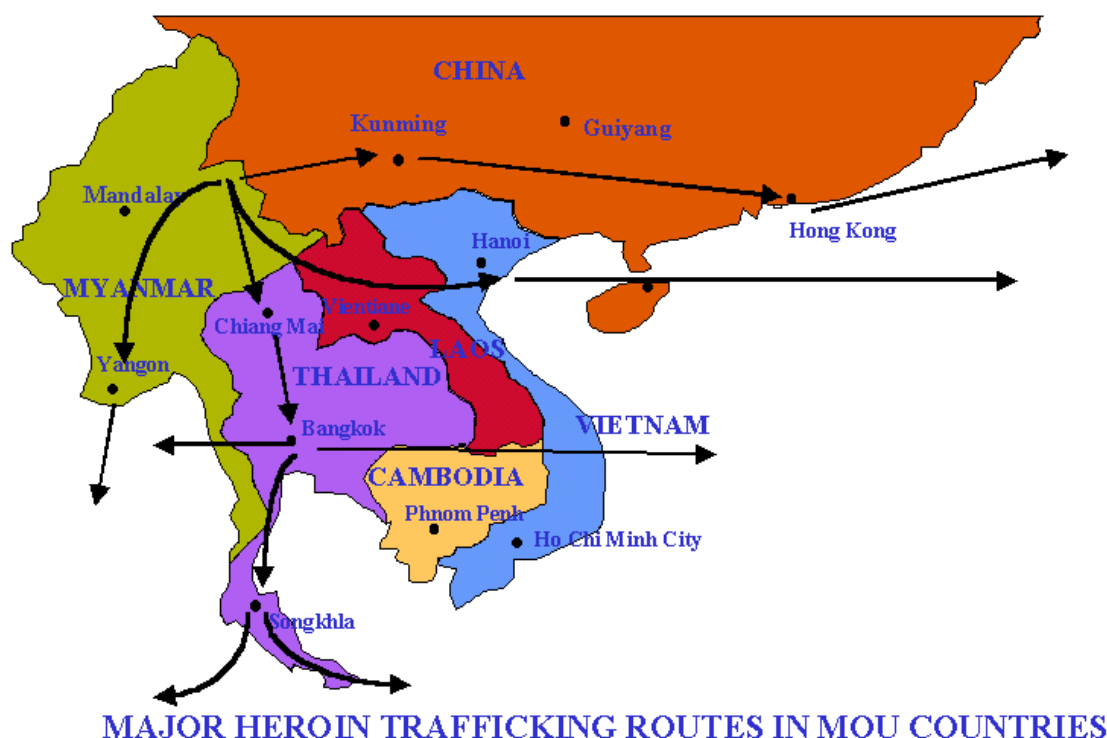 CHINA
Kunming
Guiyang
Mandalay
Hong Kong
Hanoi
MYANMAR
Vientiane
Chiang Mai
LAOS
Yangon
THAILAND
Bangkok
VIETNAM
CAMBODIA
Phnom Penh
Ho Chi Minh City
Songkhla
MAJOR HEROIN TRAFFICKING ROUTES IN MOU COUNTRIES